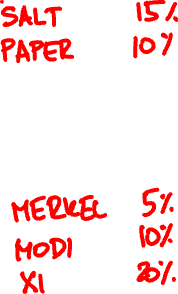 SALT 15%
PAPER 10%
MERKEL 5%
MODI 10%
XI 20%